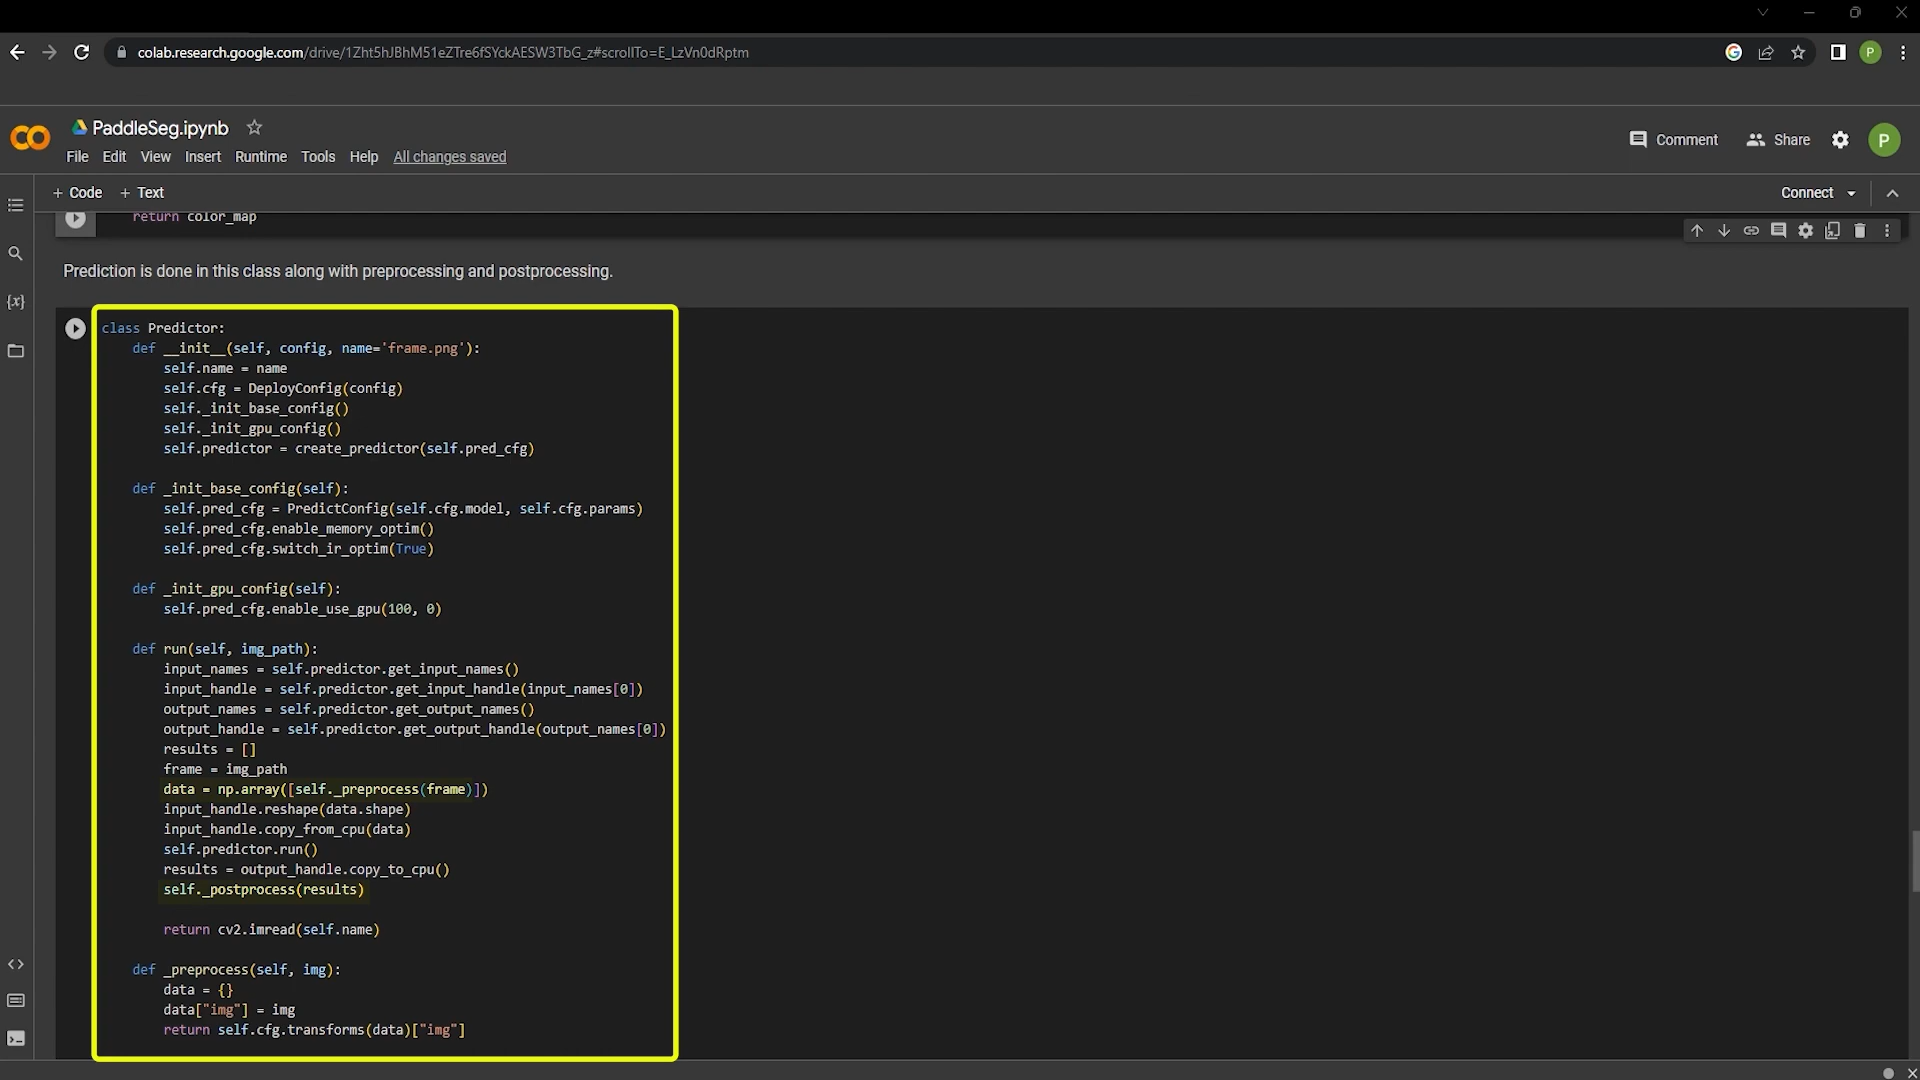 colab.research.google.com/drive/1Zht5hJBhM51eZTre6fSYckAESW3TbG_z#scrollTo=E_LzVn0dRptm
P
PaddleSeg.ipynb
Comment
Share
P
File Edit View Insert Runtime Tools Help All changes saved
+ Code + Text
Connect
return color_map
Prediction is done in this class along with preprocessing and postprocessing.
class Predictor:
def __init__(self, config, name='frame.png'):
self.name = name
self.cfg = DeployConfig(config)
self._init_base_config()
self._init_gpu_config()
self.predictor = create_predictor(self.pred_cfg)
def _init_base_config(self):
self.pred_cfg = PredictConfig(self.cfg.model, self.cfg.params)
self.pred_cfg.enable_memory_optim()
self.pred_cfg.switch_ir_optim(True)
def _init_gpu_config(self):
self.pred_cfg.enable_use_gpu(100, 0)
def run(self, img_path):
input_names = self.predictor.get_input_names()
input_handle = self.predictor.get_input_handle(input_names[0])
output_names = self.predictor.get_output_names()
output_handle = self.predictor.get_output_handle(output_names[0])
results = []
frame = img_path
data = np.array([self._preprocess(frame)])
input_handle.reshape(data.shape)
input_handle.copy_from_cpu(data)
self.predictor.run()
results = output_handle.copy_to_cpu()
self._postprocess(results)
return cv2.imread(self.name)
def _preprocess(self, img):
data = {}
data["img"] = img
return self.cfg.transforms(data)["img"]